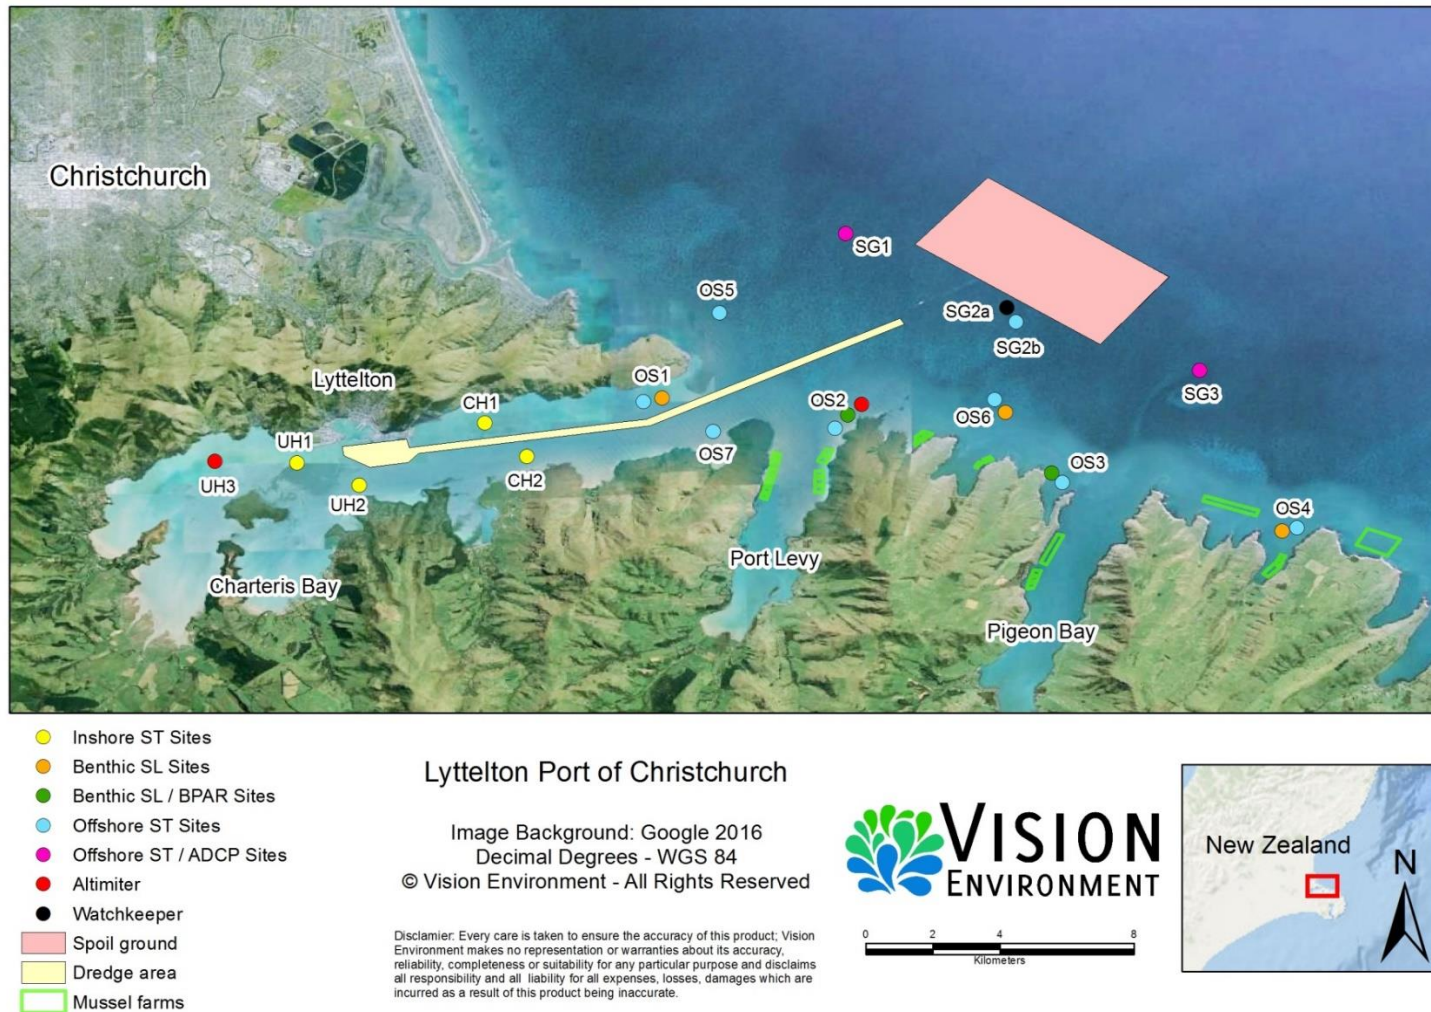 Christchurch
SG1
OS5
SG2a
SG2b
SG3
Lyttelton
OS1
CH1
OS2
OS6
UH1
OS7
CH2
OS3
UH3
UH2
OS4
Port Levy
Charteris Bay
Pigeon Bay
Inshore ST Sites
Benthic SL Sites
Benthic SL / BPAR Sites
Offshore ST Sites
Offshore ST / ADCP Sites
Altimiter
Watchkeeper
Spoil ground
Dredge area
Mussel farms
Lyttelton Port of Christchurch
Image Background: Google 2016
Decimal Degrees - WGS 84
© Vision Environment - All Rights Reserved
Disclamier: Every care is taken to ensure the accuracy of this product; Vision
Environment makes no representation or warranties about its accuracy,
reliability, completeness or suitability for any particular purpose and disclaims
all responsibility and all liability for all expenses, losses, damages which are
incurred as a result of this product being inaccurate.
VISION
ENVIRONMENT
0 2 4 8
Kilometers
New Zealand
N